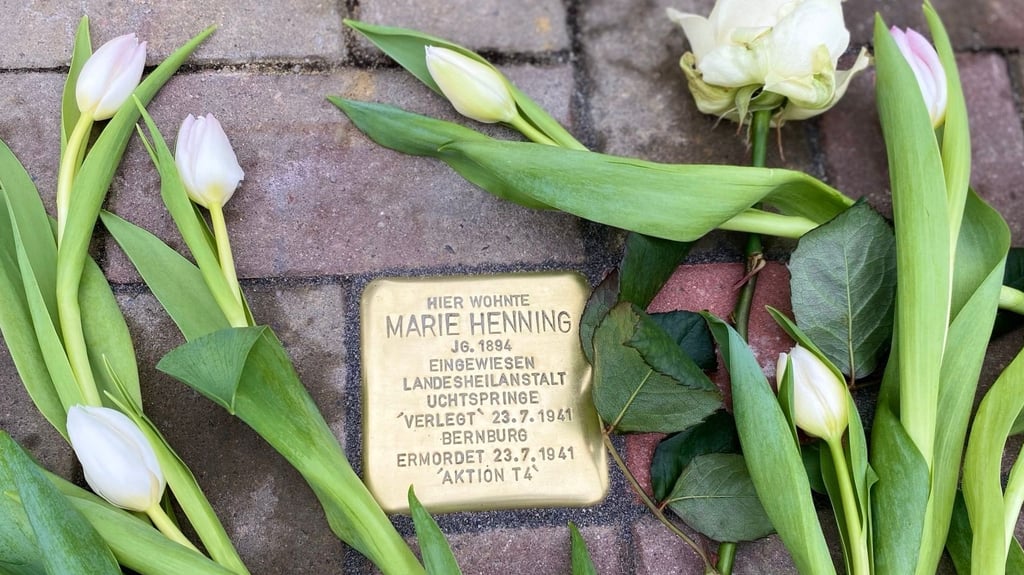 HIER WOHNTE
MARIE HENNING
JG. 1894
EINGEWIESEN
LANDESHEILANSTALT
UCHTSPRINGE
'VERLEGT' 23.7.1941
BERNBURG
ERMORDET 23.7.1941
'AKTION T4'